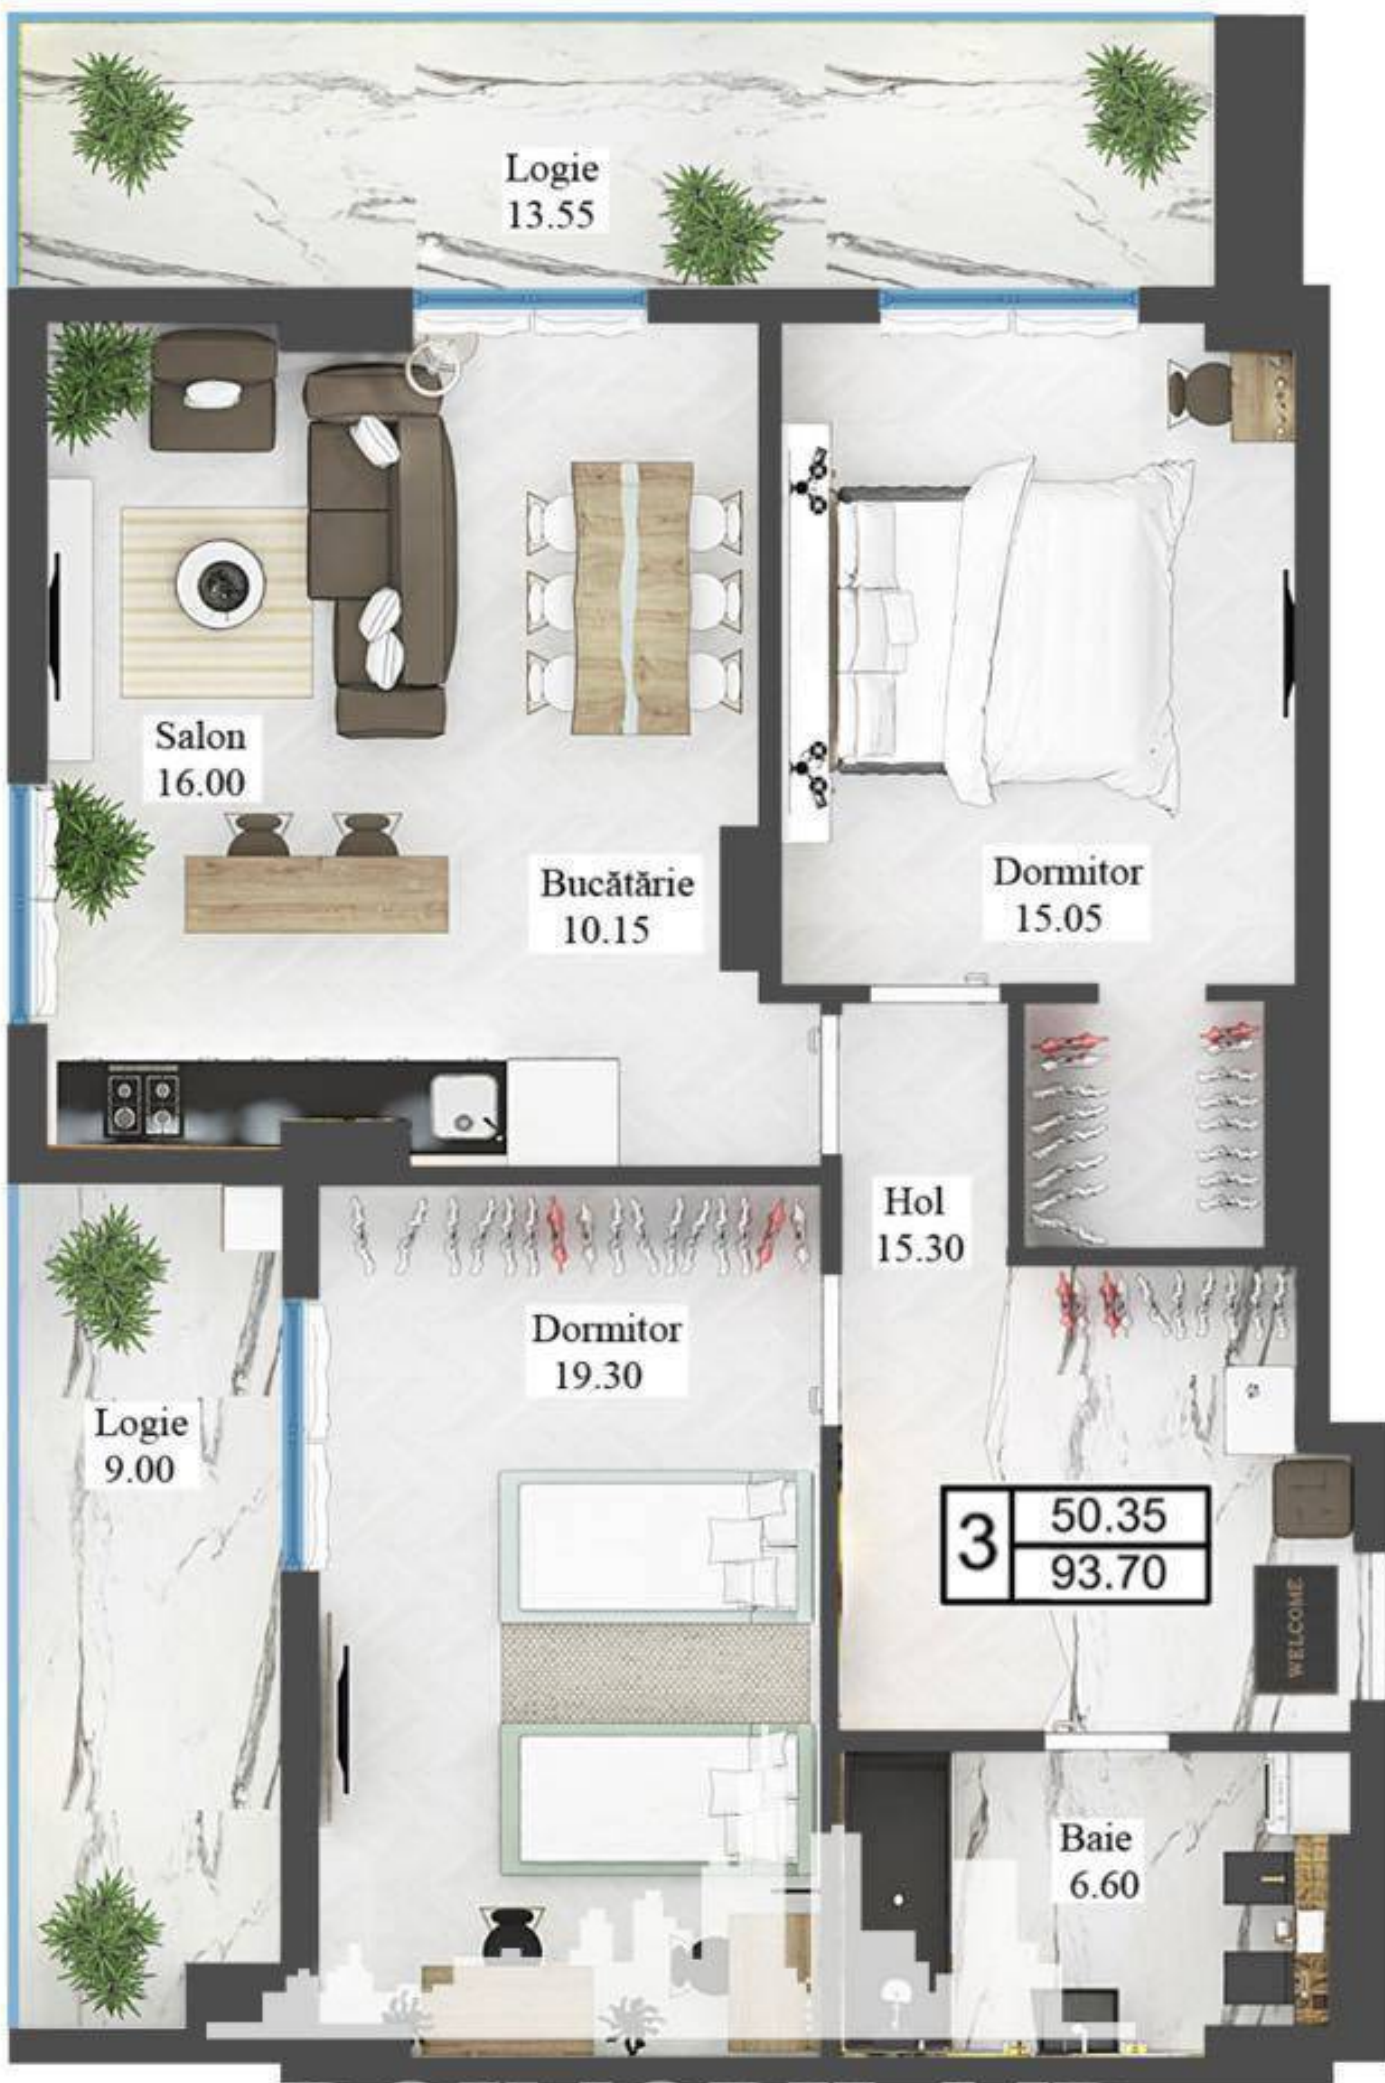 Logie
13.55
Salon
16.00
Bucătărie
10.15
Dormitor
15.05
Hol
15.30
Dormitor
19.30
Logie
9.00
3
50.35
93.70
WELCOME
Baie
6.60